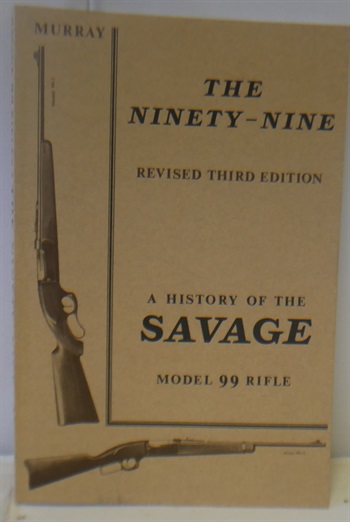 MURRAY
THE
NINETY-NINE
REVISED THIRD EDITION
A HISTORY OF THE
SAVAGE
MODEL 99 RIFLE